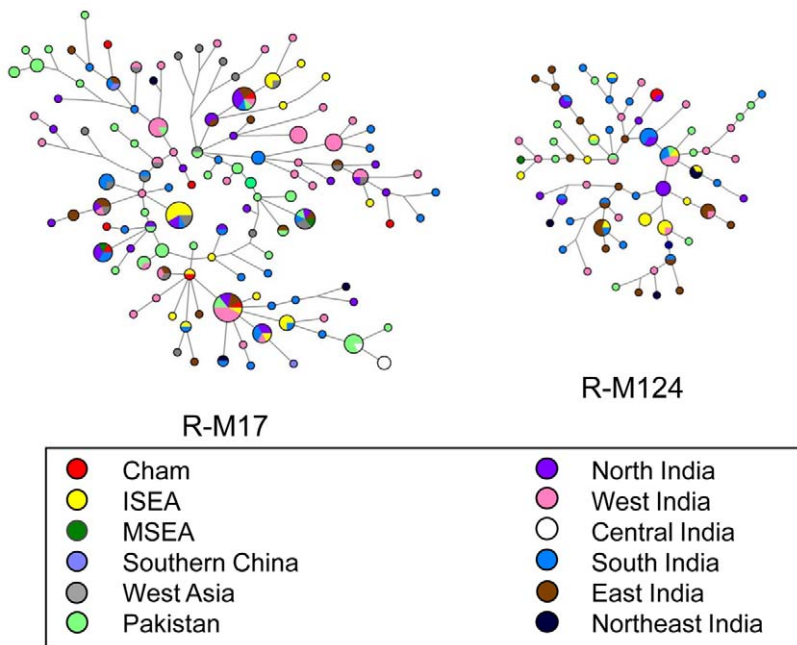 R-M17
R-M124
Cham
ISEA
MSEA
Southern China
West Asia
Pakistan
North India
West India
Central India
South India
East India
Northeast India